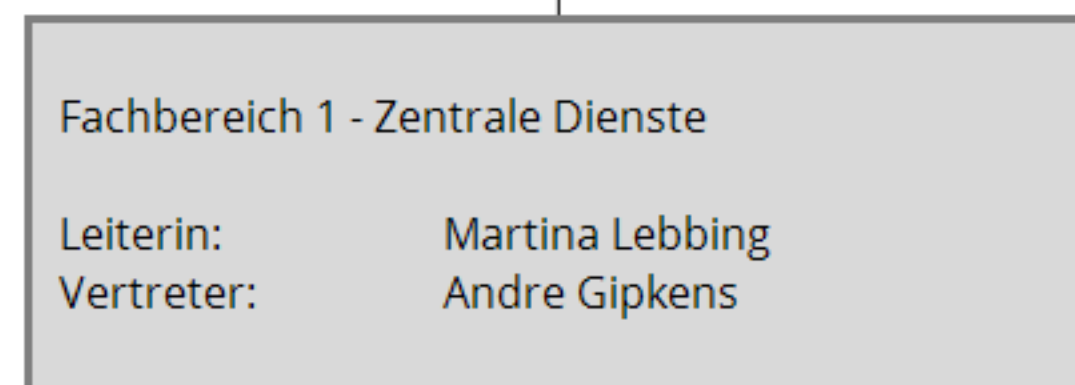 Fachbereich 1 - Zentrale Dienste
Leiterin: Martina Lebbing
Vertreter: Andre Gipkens